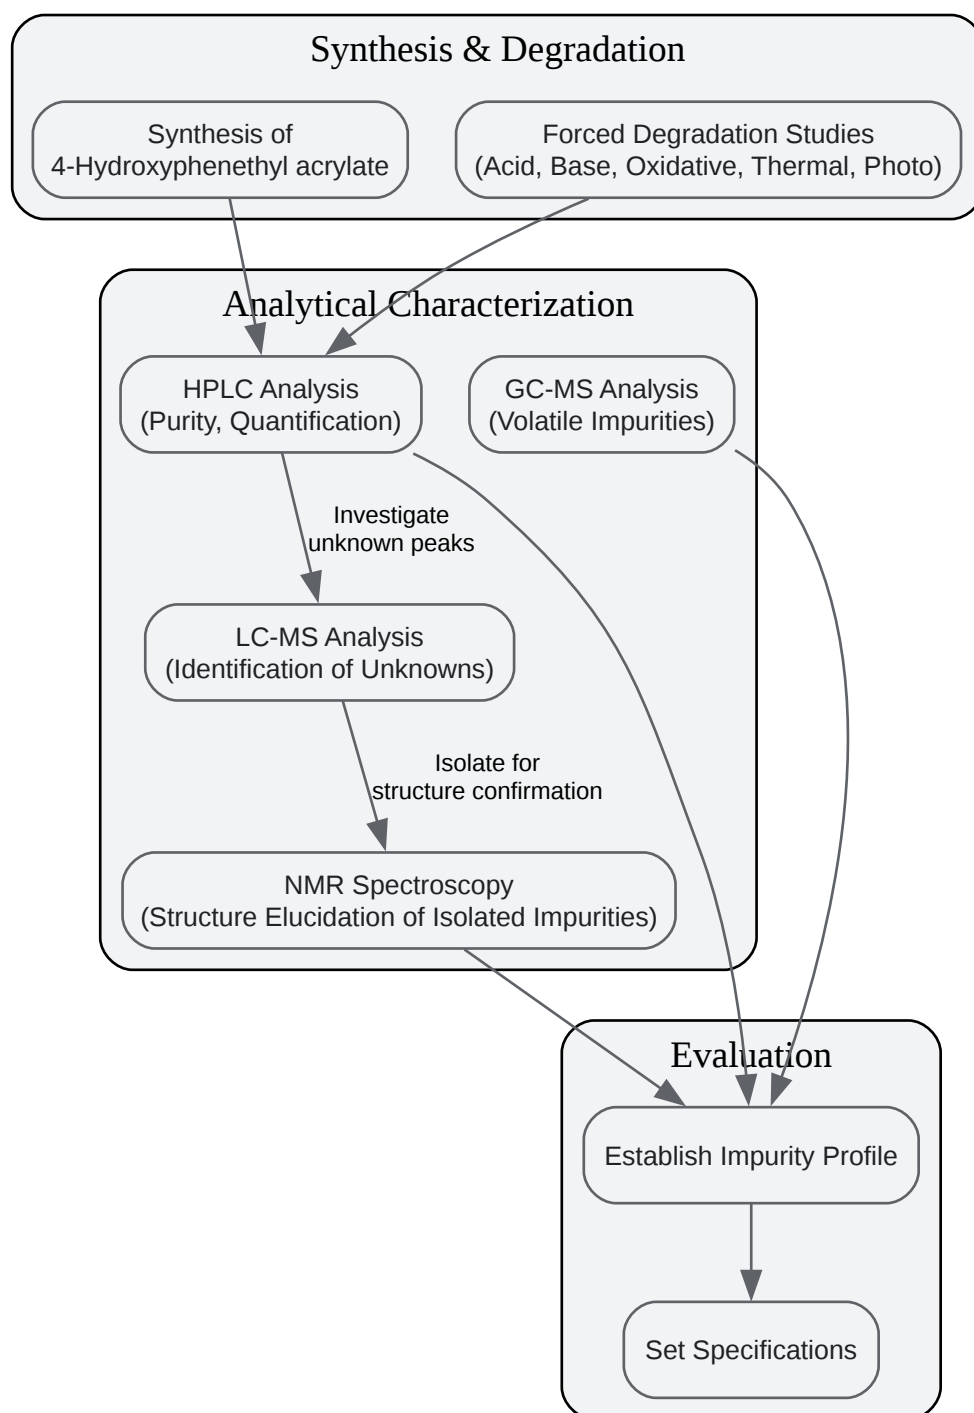 Synthesis & Degradation
Synthesis of
4-Hydroxyphenethyl acrylate
Forced Degradation Studies
(Acid, Base, Oxidative, Thermal, Photo)
Analytical Characterization
HPLC Analysis
(Purity, Quantification)
GC-MS Analysis
(Volatile Impurities)
Investigate
unknown peaks
LC-MS Analysis
(Identification of Unknowns)
Isolate for
structure confirmation
NMR Spectroscopy
(Structure Elucidation of Isolated Impurities)
Evaluation
Establish Impurity Profile
Set Specifications